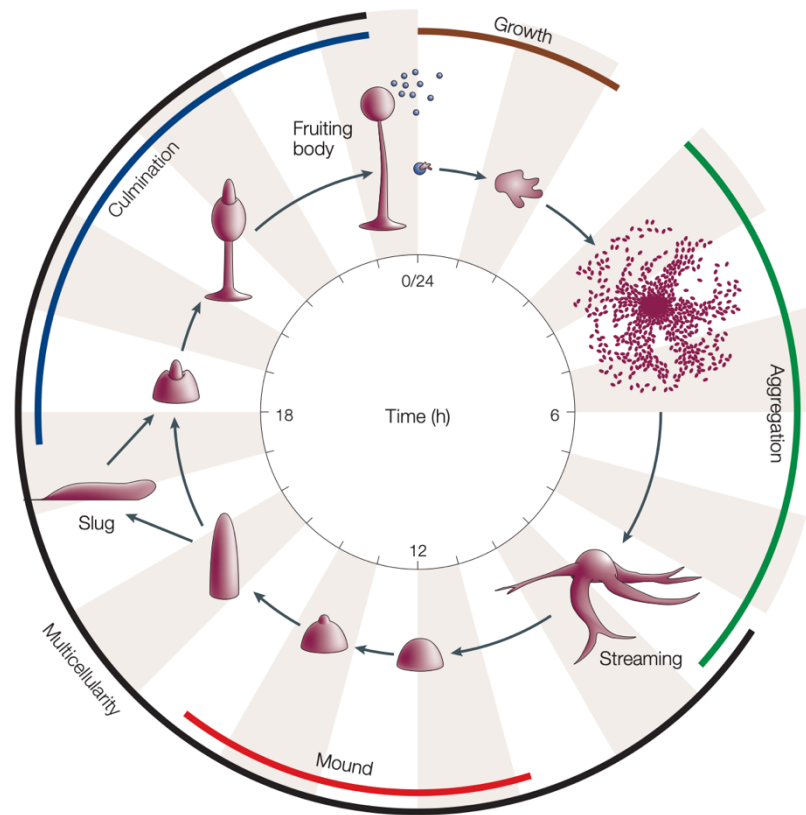 Growth
Fruiting
body
Culmination
0/24
Aggregation
18
Time (h)
6
Slug
12
Streaming
Multicellularity
Mound